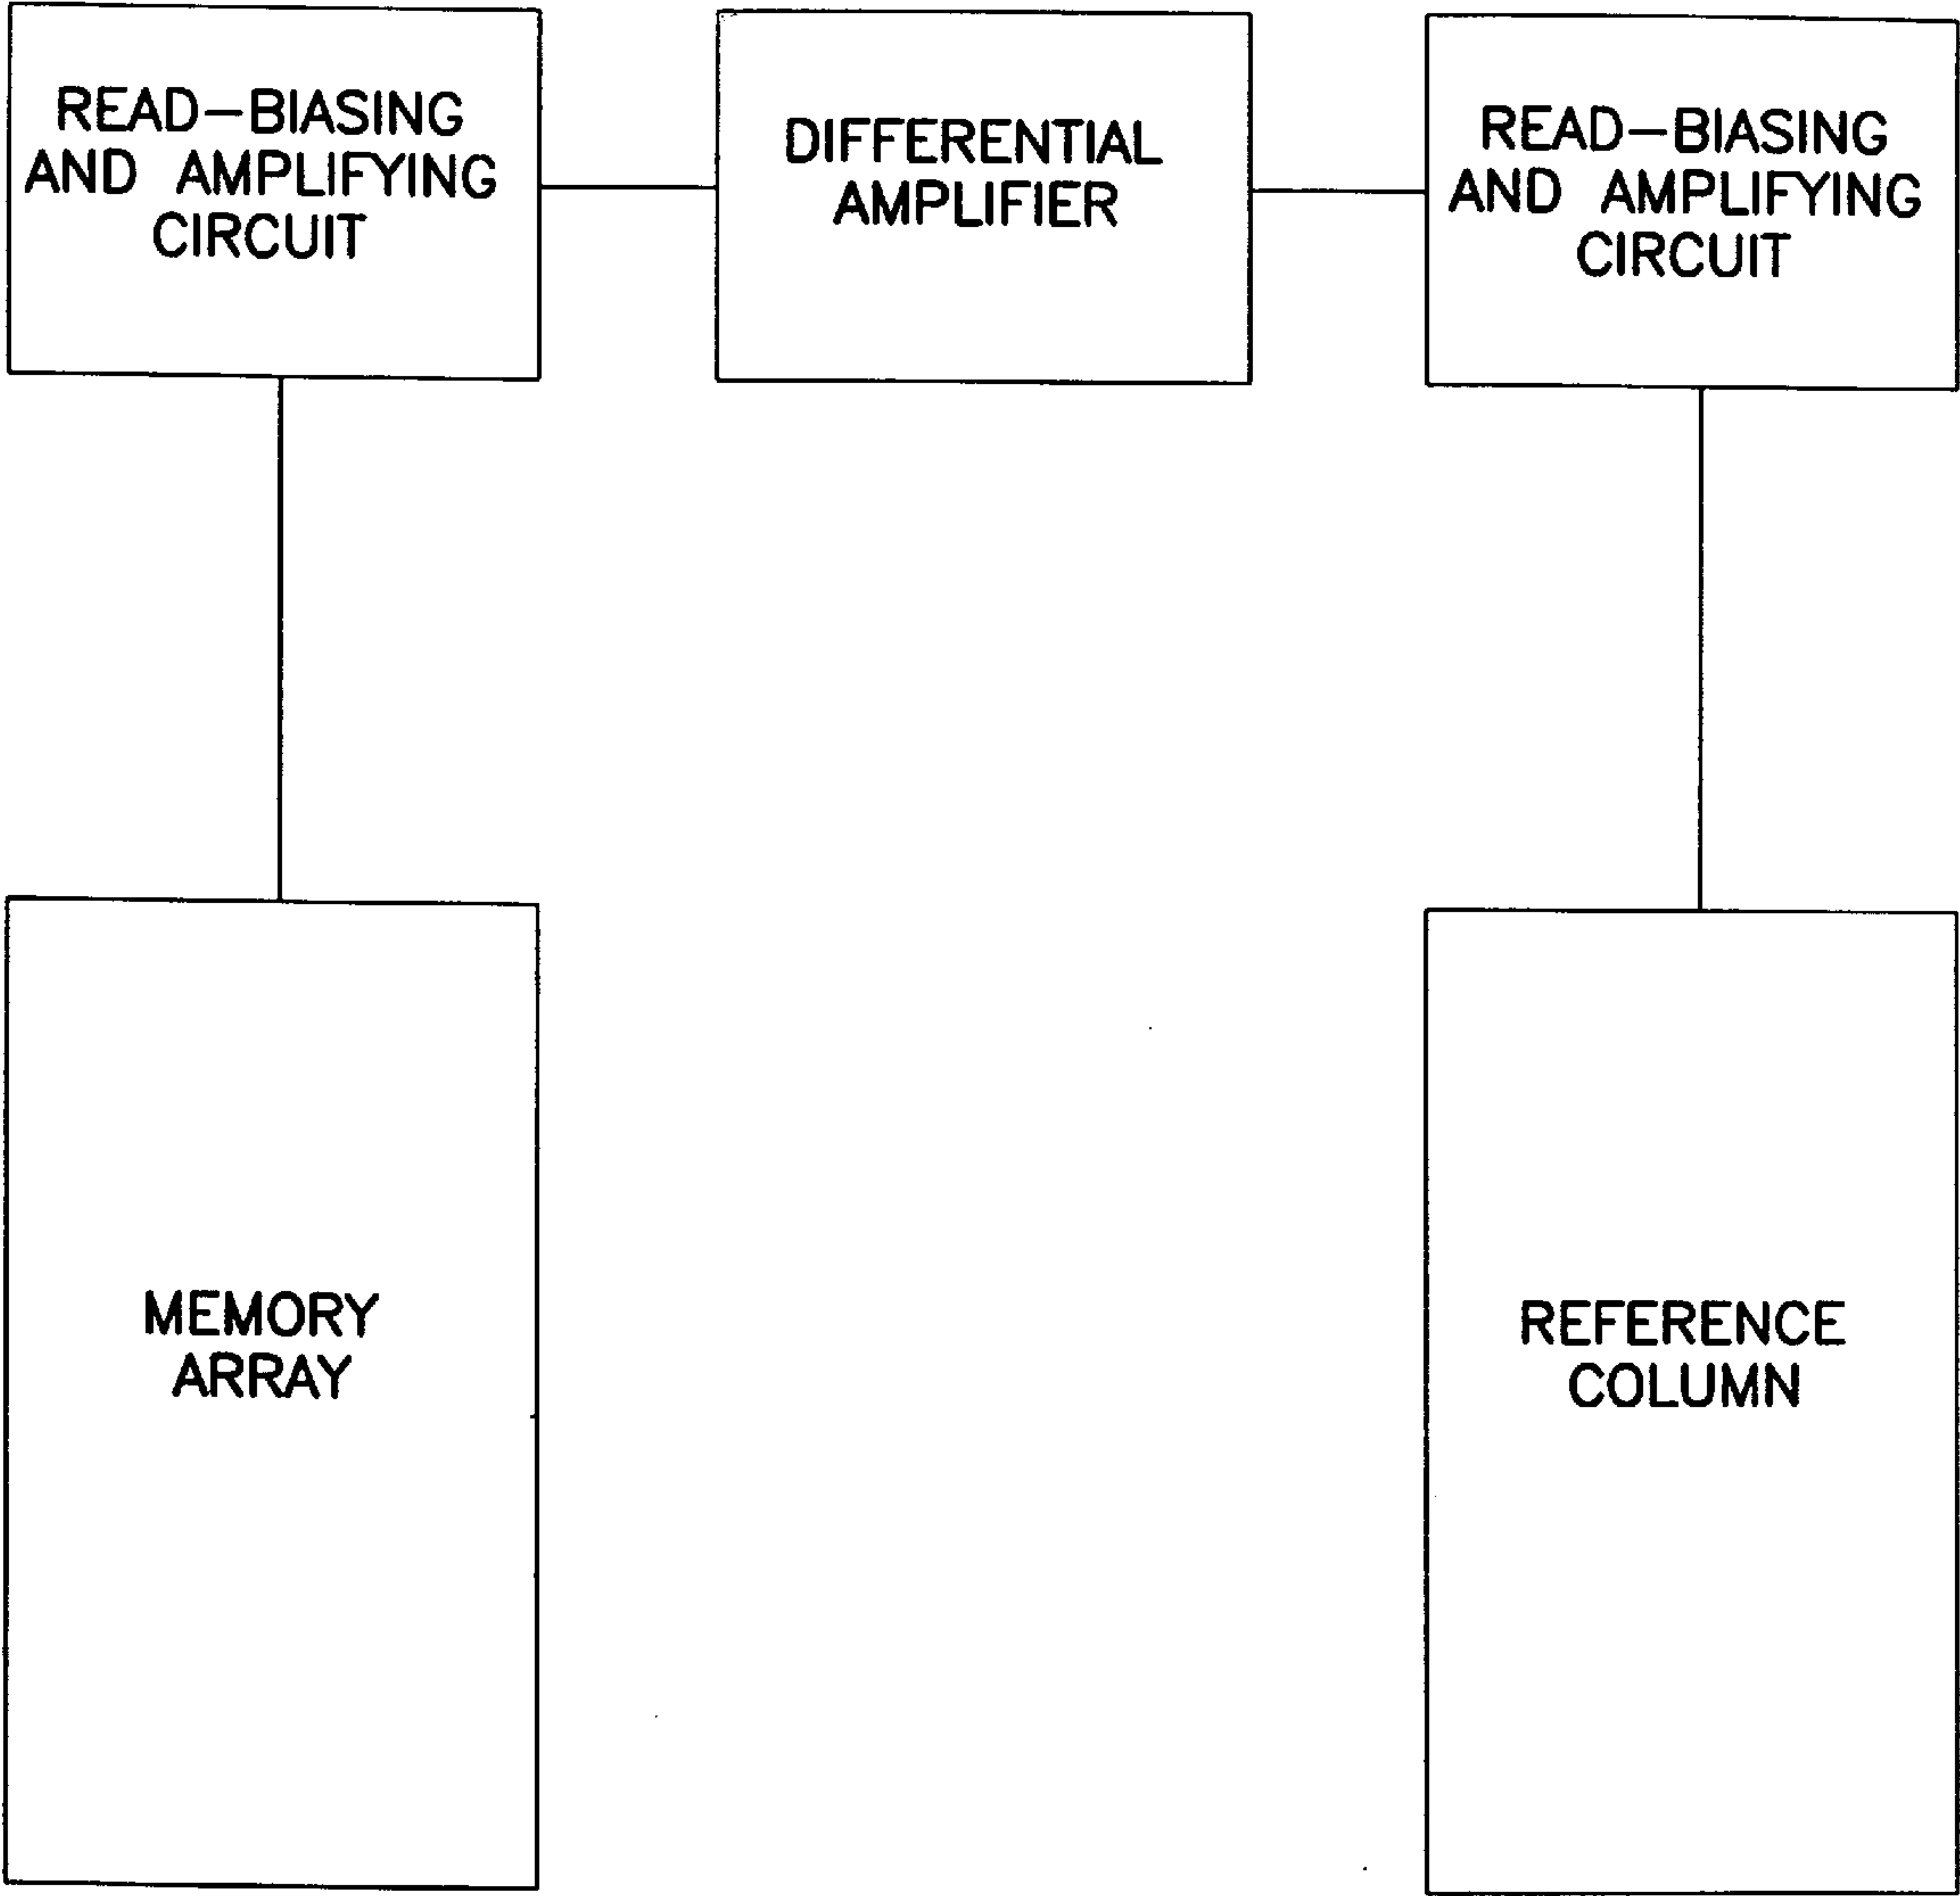 READ-BIASING
AND AMPLIFYING
CIRCUIT
DIFFERENTIAL
AMPLIFIER
READ-BIASING
AND AMPLIFYING
CIRCUIT
MEMORY
ARRAY
REFERENCE
COLUMN